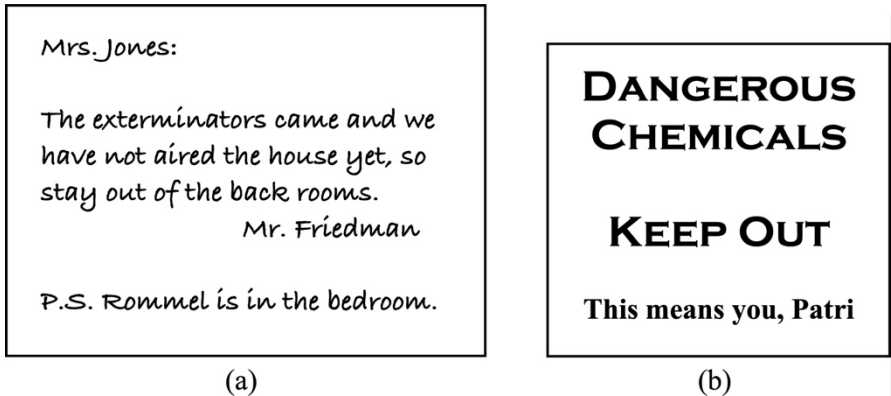 Mrs. Jones:
The exterminators came and we
have not aired the house yet, so
stay out of the back rooms.
Mr. Friedman
P.S. Rommel is in the bedroom.
(a)
DANGEROUS
CHEMICALS
KEEP OUT
This means you, Patri
(b)